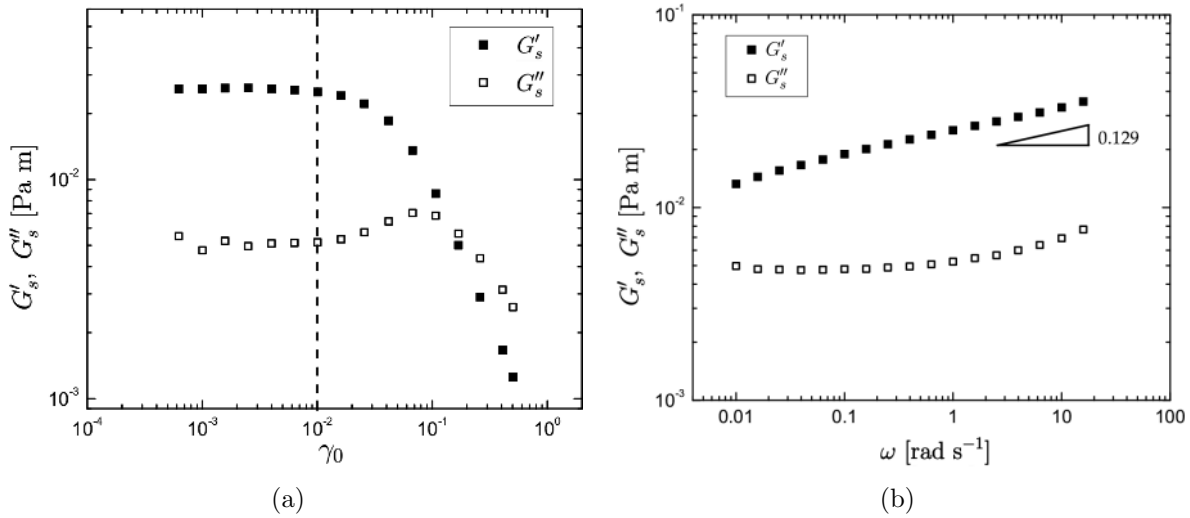 G′ₛ
G″ₛ
G′ₛ, G″ₛ [Pa m]
10⁻²
10⁻³
10⁻⁴ 10⁻³ 10⁻² 10⁻¹ 10⁰
γ₀
(a)
10⁻¹
G′ₛ
G″ₛ
0.129
G′ₛ, G″ₛ [Pa m]
10⁻²
10⁻³
0.01 0.1 1 10 100
ω [rad s⁻¹]
(b)